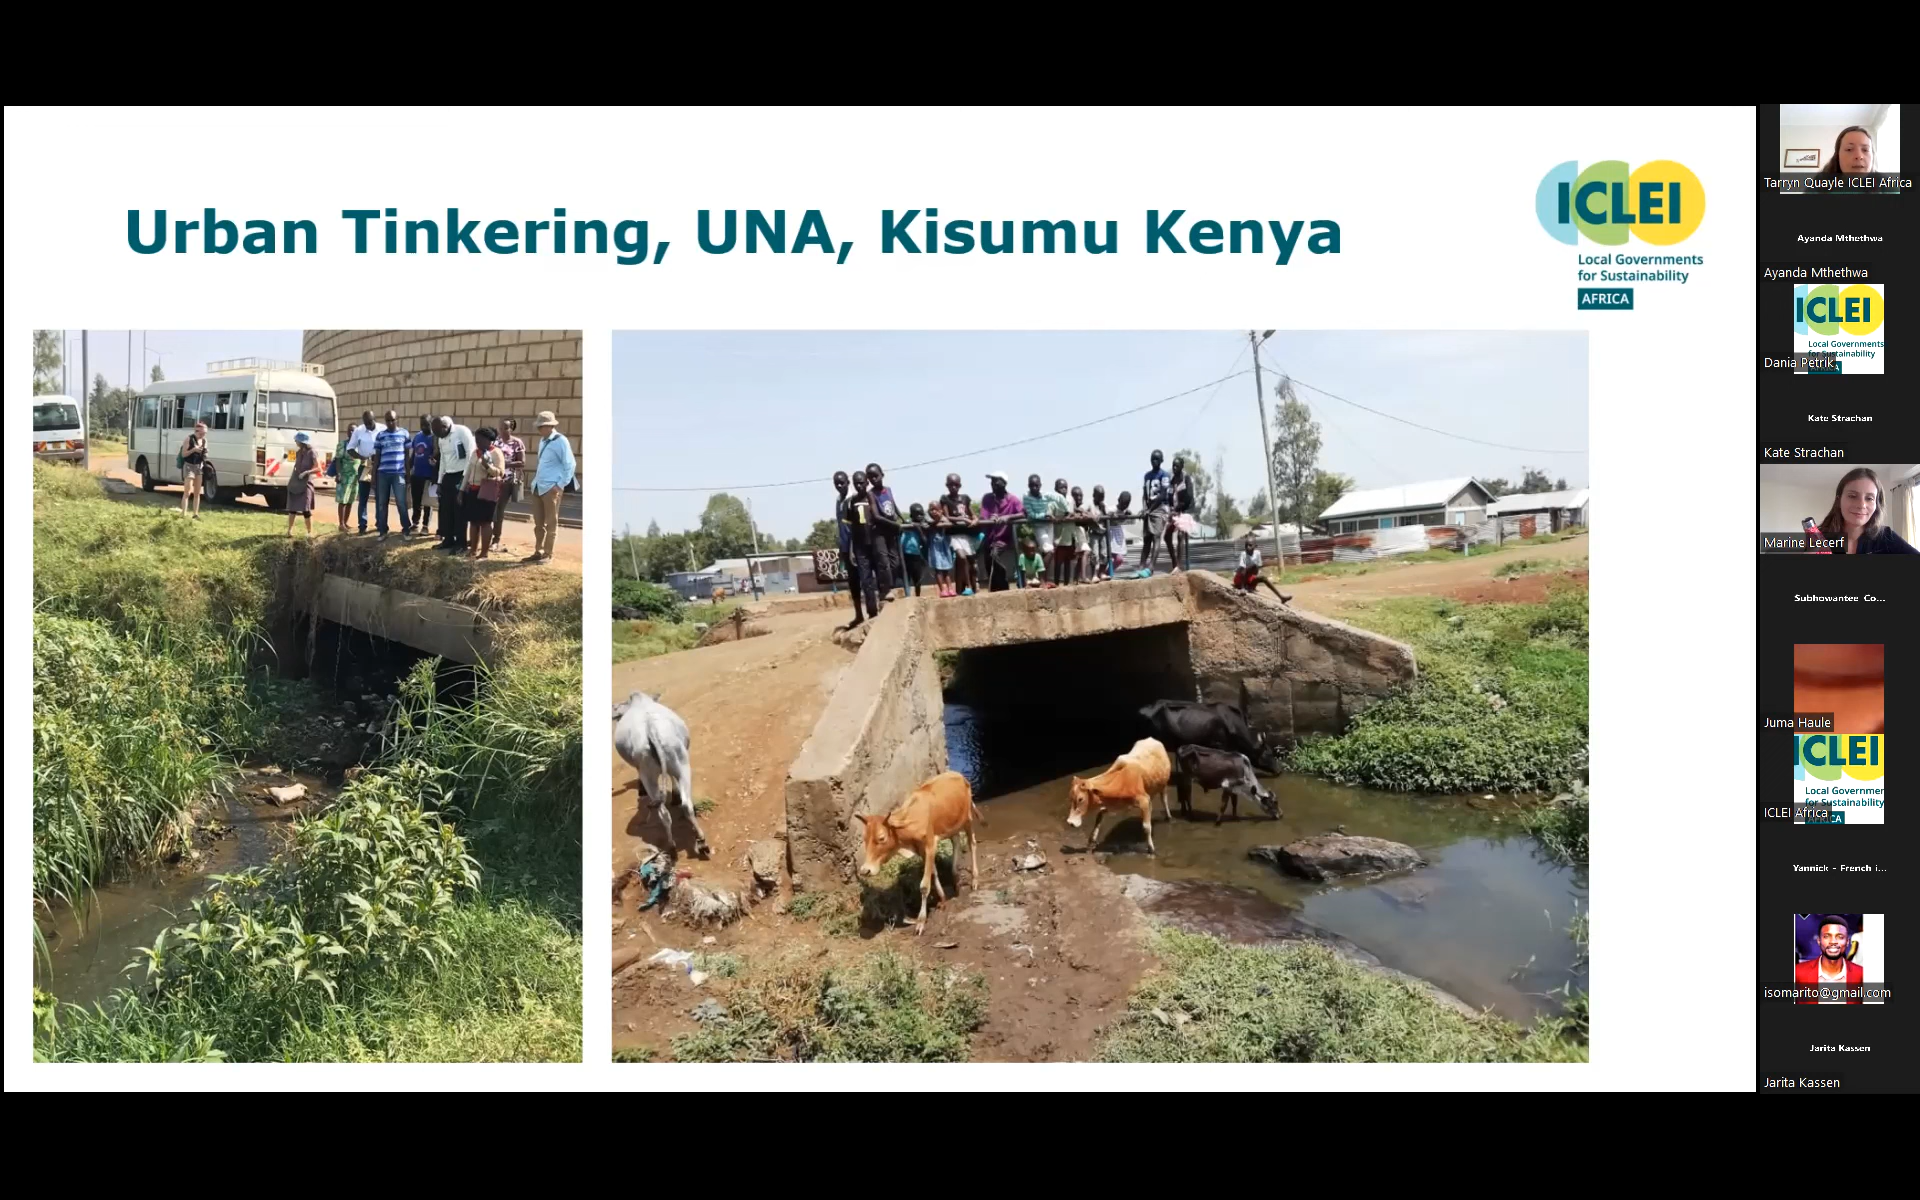 Urban Tinkering, UNA, Kisumu Kenya
ICLEI
Local Governments
for Sustainability
AFRICA
Tarryn Quayle ICLEI Africa
Ayanda Mthethwa
Ayanda Mthethwa
ICLEI
Local Governments
for Sustainability
Dania Petrik
Kate Strachan
Kate Strachan
Marine Lecerf
Subhowantee Co...
Juma Haule
ICLEI
Local Governmen
for Sustainability
ICLEI Africa
Yannick - French i...
isomarito@gmail.com
Jarita Kassen
Jarita Kassen